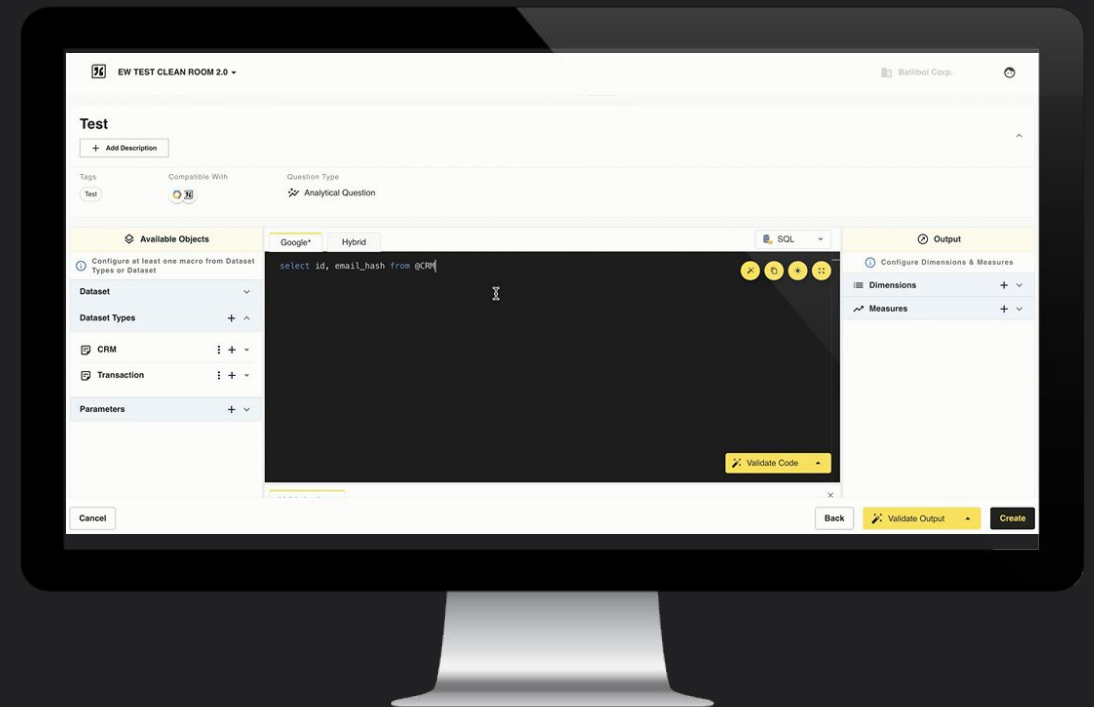 EW TEST CLEAN ROOM 2.0
Batliboi Corp.
Test
+ Add Description
Tags
Compatible With
Question Type
Test
Analytical Question
Available Objects
Configure at least one macro from Dataset
Types or Dataset
Dataset
Dataset Types
CRM
Transaction
Parameters
Google*
Hybrid
SQL
select id, email_hash from @CRM
Validate Code
Output
Configure Dimensions & Measures
Dimensions
Measures
Cancel
Back
Validate Output
Create